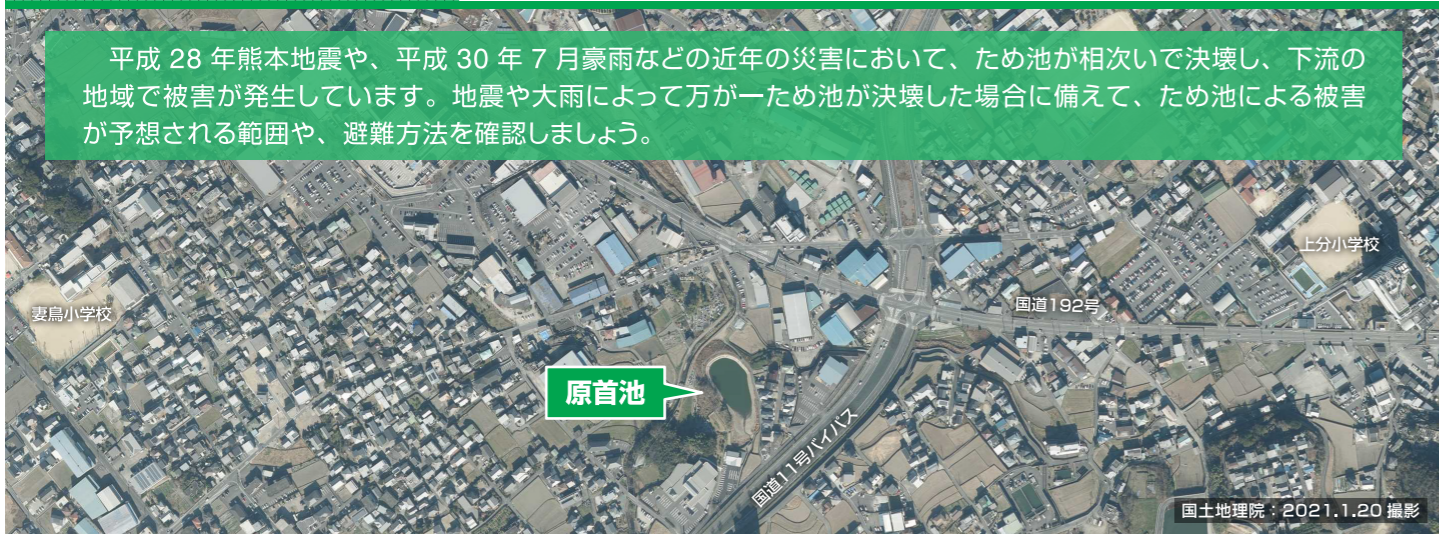 平成 28 年熊本地震や、平成 30 年 7 月豪雨などの近年の災害において、ため池が相次いで決壊し、下流の
地域で被害が発生しています。地震や大雨によって万が一ため池が決壊した場合に備えて、ため池による被害
が予想される範囲や、避難方法を確認しましょう。
上分小学校
国道192号
妻鳥小学校
原首池
国道11号バイパス
国土地理院：2021.1.20 撮影